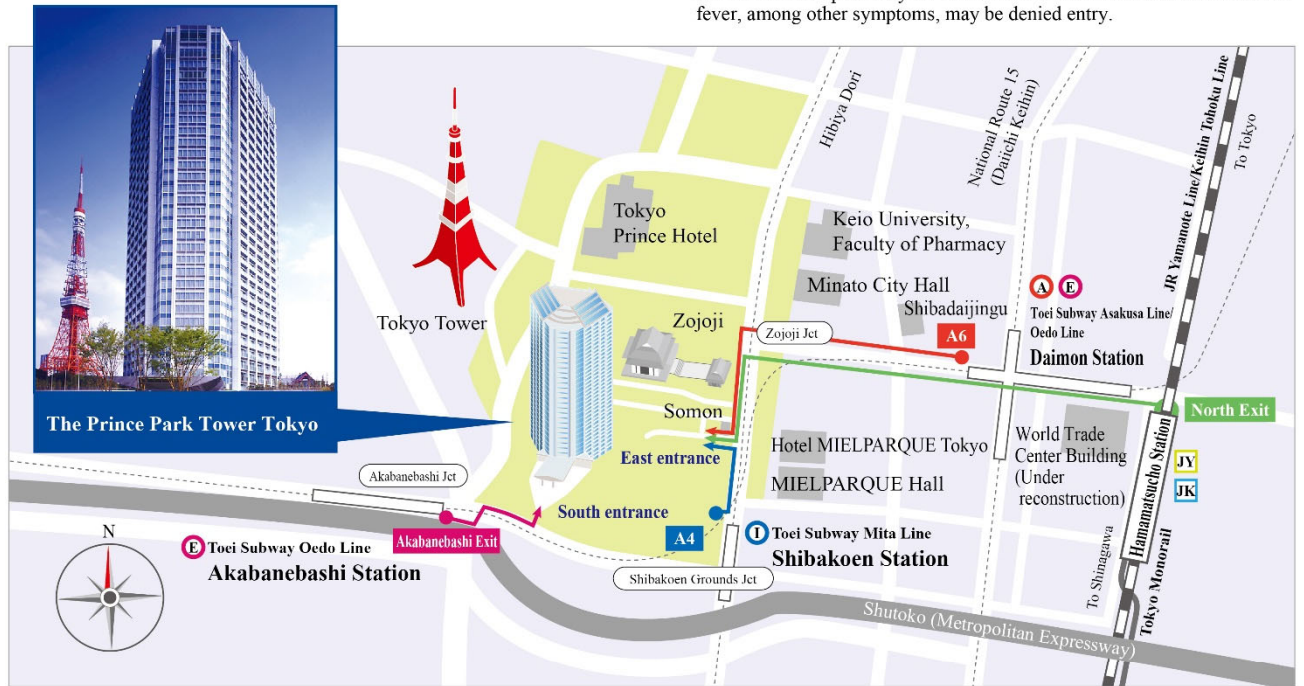 fever, among other symptoms, may be denied entry.
The Prince Park Tower Tokyo
Tokyo Tower
Tokyo
Prince Hotel
Zojoji
Somon
East entrance
South entrance
Hibiya Dori
National Route 15
(Daiichi Keihin)
JR Yamanote Line/Keihin Tohoku Line
To Tokyo
Keio University,
Faculty of Pharmacy
Minato City Hall
Shibadaijingu
Zojoji Jct
A6
A E
Toei Subway Asakusa Line/
Oedo Line
Daimon Station
North Exit
Hotel MIELPARQUE Tokyo
MIELPARQUE Hall
World Trade
Center Building
(Under
reconstruction)
Hamamatsucho Station
JY
JK
To Shinagawa
Tokyo Monorail
Akabanebashi Jct
Akabanebashi Exit
E Toei Subway Oedo Line
Akabanebashi Station
A4
I Toei Subway Mita Line
Shibakoen Station
Shibakoen Grounds Jct
Shutoko (Metropolitan Expressway)
N